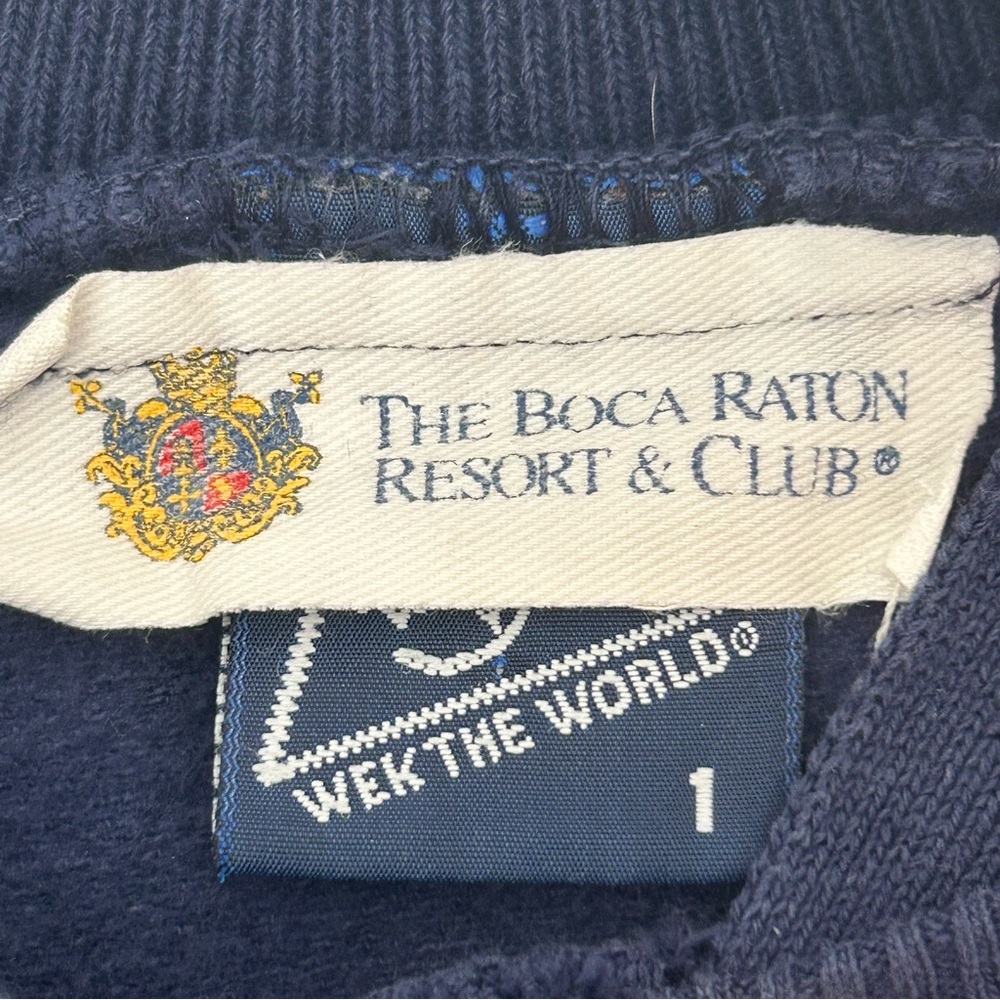 THE BOCA RATON
RESORT & CLUB®
WEK THE WORLD®
1